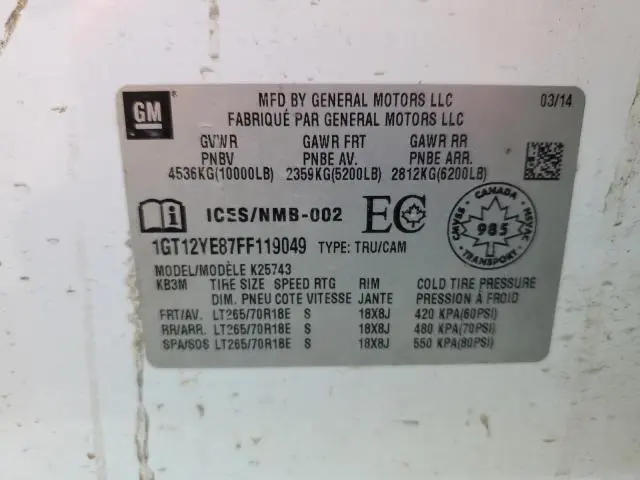 GM
MFD BY GENERAL MOTORS LLC
FABRIQUÉ PAR GENERAL MOTORS LLC
03/14
GVWR GAWR FRT GAWR RR
PNBV PNBE AV. PNBE ARR.
4536KG(10000LB) 2359KG(5200LB) 2812KG(6200LB)
i ICES/NMB-002 EC
CANADA
CMVSS 985 NSVAC
TRANSPORT
1GT12YE87FF119049 TYPE: TRU/CAM
MODEL/MODÈLE K25743
KB3M TIRE SIZE SPEED RTG RIM COLD TIRE PRESSURE
DIM. PNEU COTE VITESSE JANTE PRESSION À FROID
FRT/AV. LT265/70R18E S 18X8J 420 KPA(60PSI)
RR/ARR. LT265/70R18E S 18X8J 480 KPA(70PSI)
SPA/SOS LT265/70R18E S 18X8J 550 KPA(80PSI)